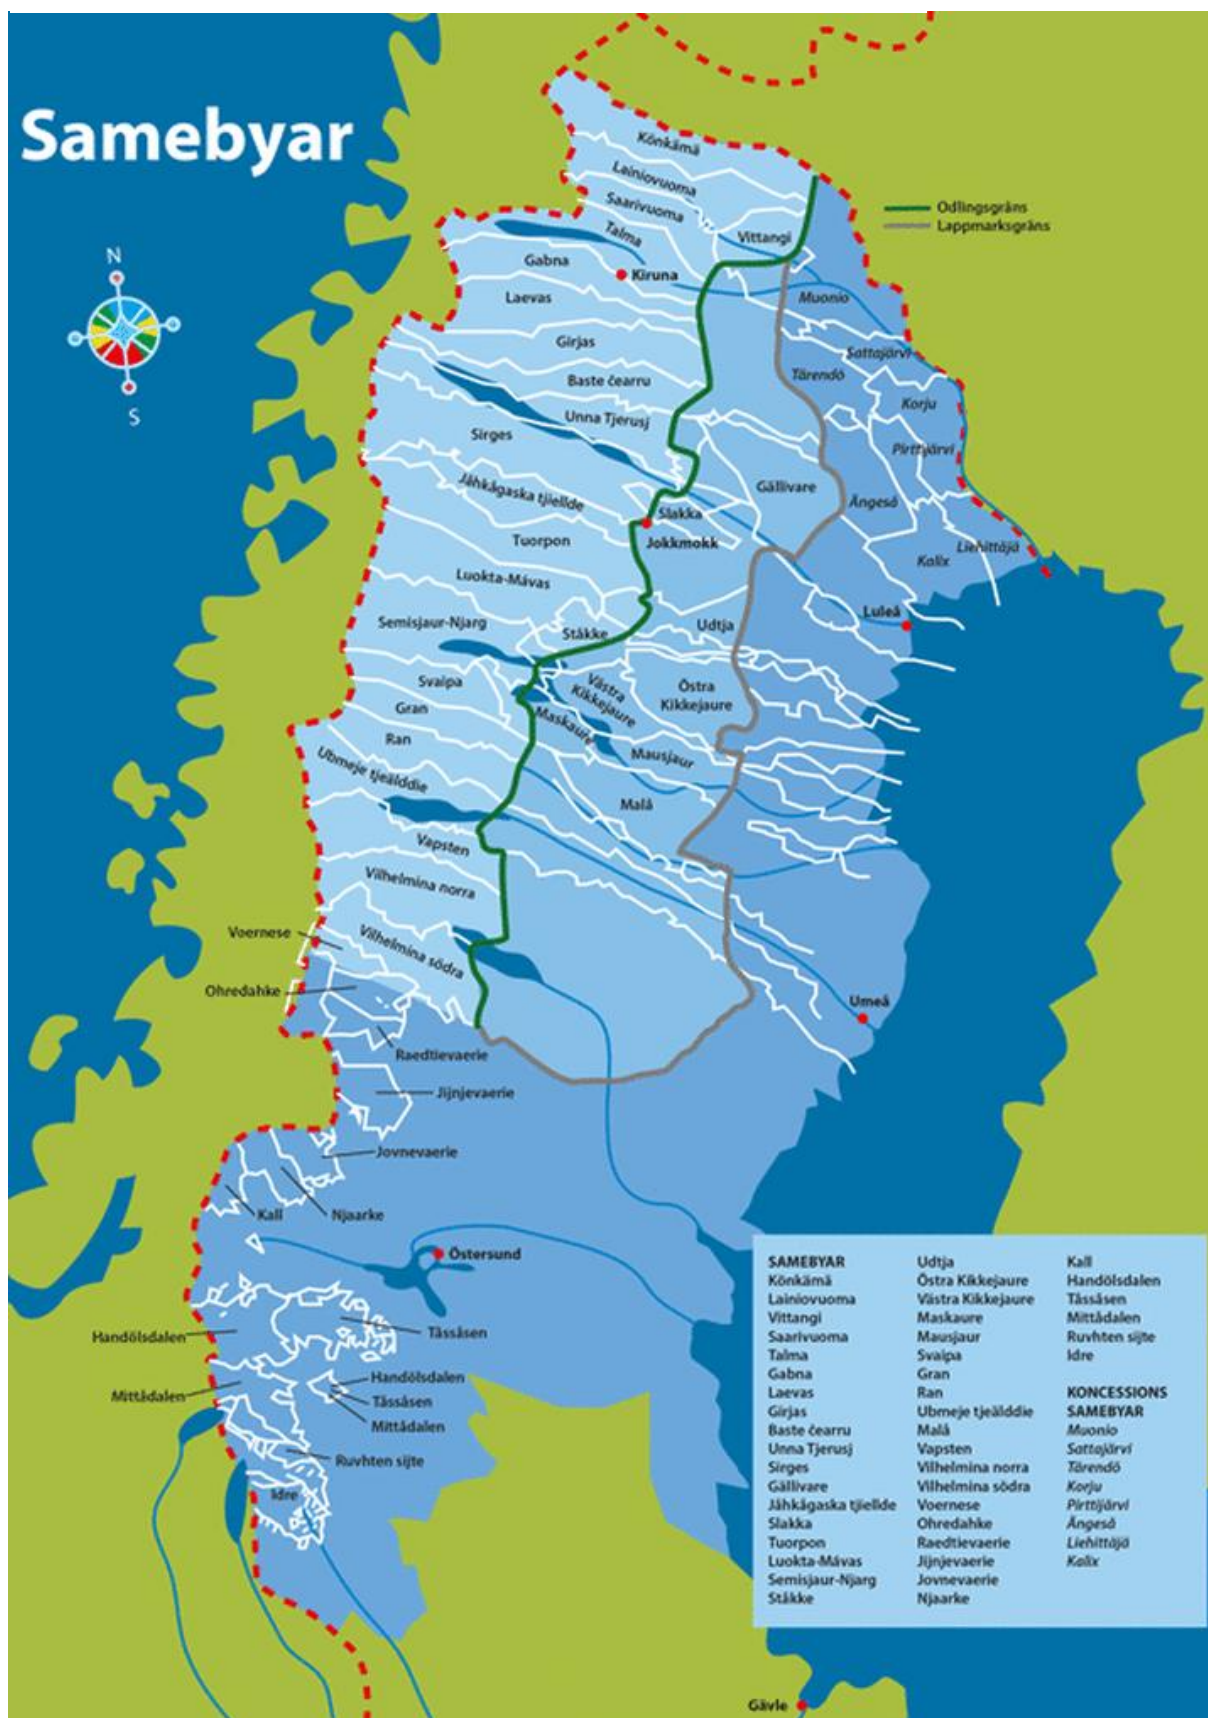 Samebyar
N
S
Odlingsgräns
Lappmarksgräns
Könkämä
Lainiovuoma
Saarivuoma
Talma
Vittangi
Gabna
Kiruna
Laevas
Muonio
Girjas
Sattajärvi
Baste čearru
Tärendö
Korju
Unna Tjerusj
Sirges
Pirttijärvi
Jåhkågaska tjiellde
Gällivare
Ängeså
Slakka
Tuorpon
Jokkmokk
Liehittäjä
Kalix
Luokta-Mávas
Luleå
Semisjaur-Njarg
Ståkke
Udtja
Svaipa
Västra
Kikkejaure
Östra
Kikkejaure
Gran
Maskaure
Ran
Mausjaur
Ubmeje tjeälddie
Malå
Vapsten
Vilhelmina norra
Voernese
Vilhelmina södra
Ohredahke
Umeå
Raedtievaerie
Jijnjevaerie
Jovnevaerie
Kall
Njaarke
Östersund
Handölsdalen
Tåssåsen
Handölsdalen
Mittådalen
Tåssåsen
Mittådalen
Ruvhten sijte
Idre
SAMEBYAR
Könkämä
Lainiovuoma
Vittangi
Saarivuoma
Talma
Gabna
Laevas
Girjas
Baste čearru
Unna Tjerusj
Sirges
Gällivare
Jåhkågaska tjiellde
Slakka
Tuorpon
Luokta-Mávas
Semisjaur-Njarg
Ståkke
Udtja
Östra Kikkejaure
Västra Kikkejaure
Maskaure
Mausjaur
Svaipa
Gran
Ran
Ubmeje tjeälddie
Malå
Vapsten
Vilhelmina norra
Vilhelmina södra
Voernese
Ohredahke
Raedtievaerie
Jijnjevaerie
Jovnevaerie
Njaarke
Kall
Handölsdalen
Tåssåsen
Mittådalen
Ruvhten sijte
Idre
KONCESSIONS
SAMEBYAR
Muonio
Sattajärvi
Tärendö
Korju
Pirttijärvi
Ängeså
Liehittäjä
Kalix
Gävle